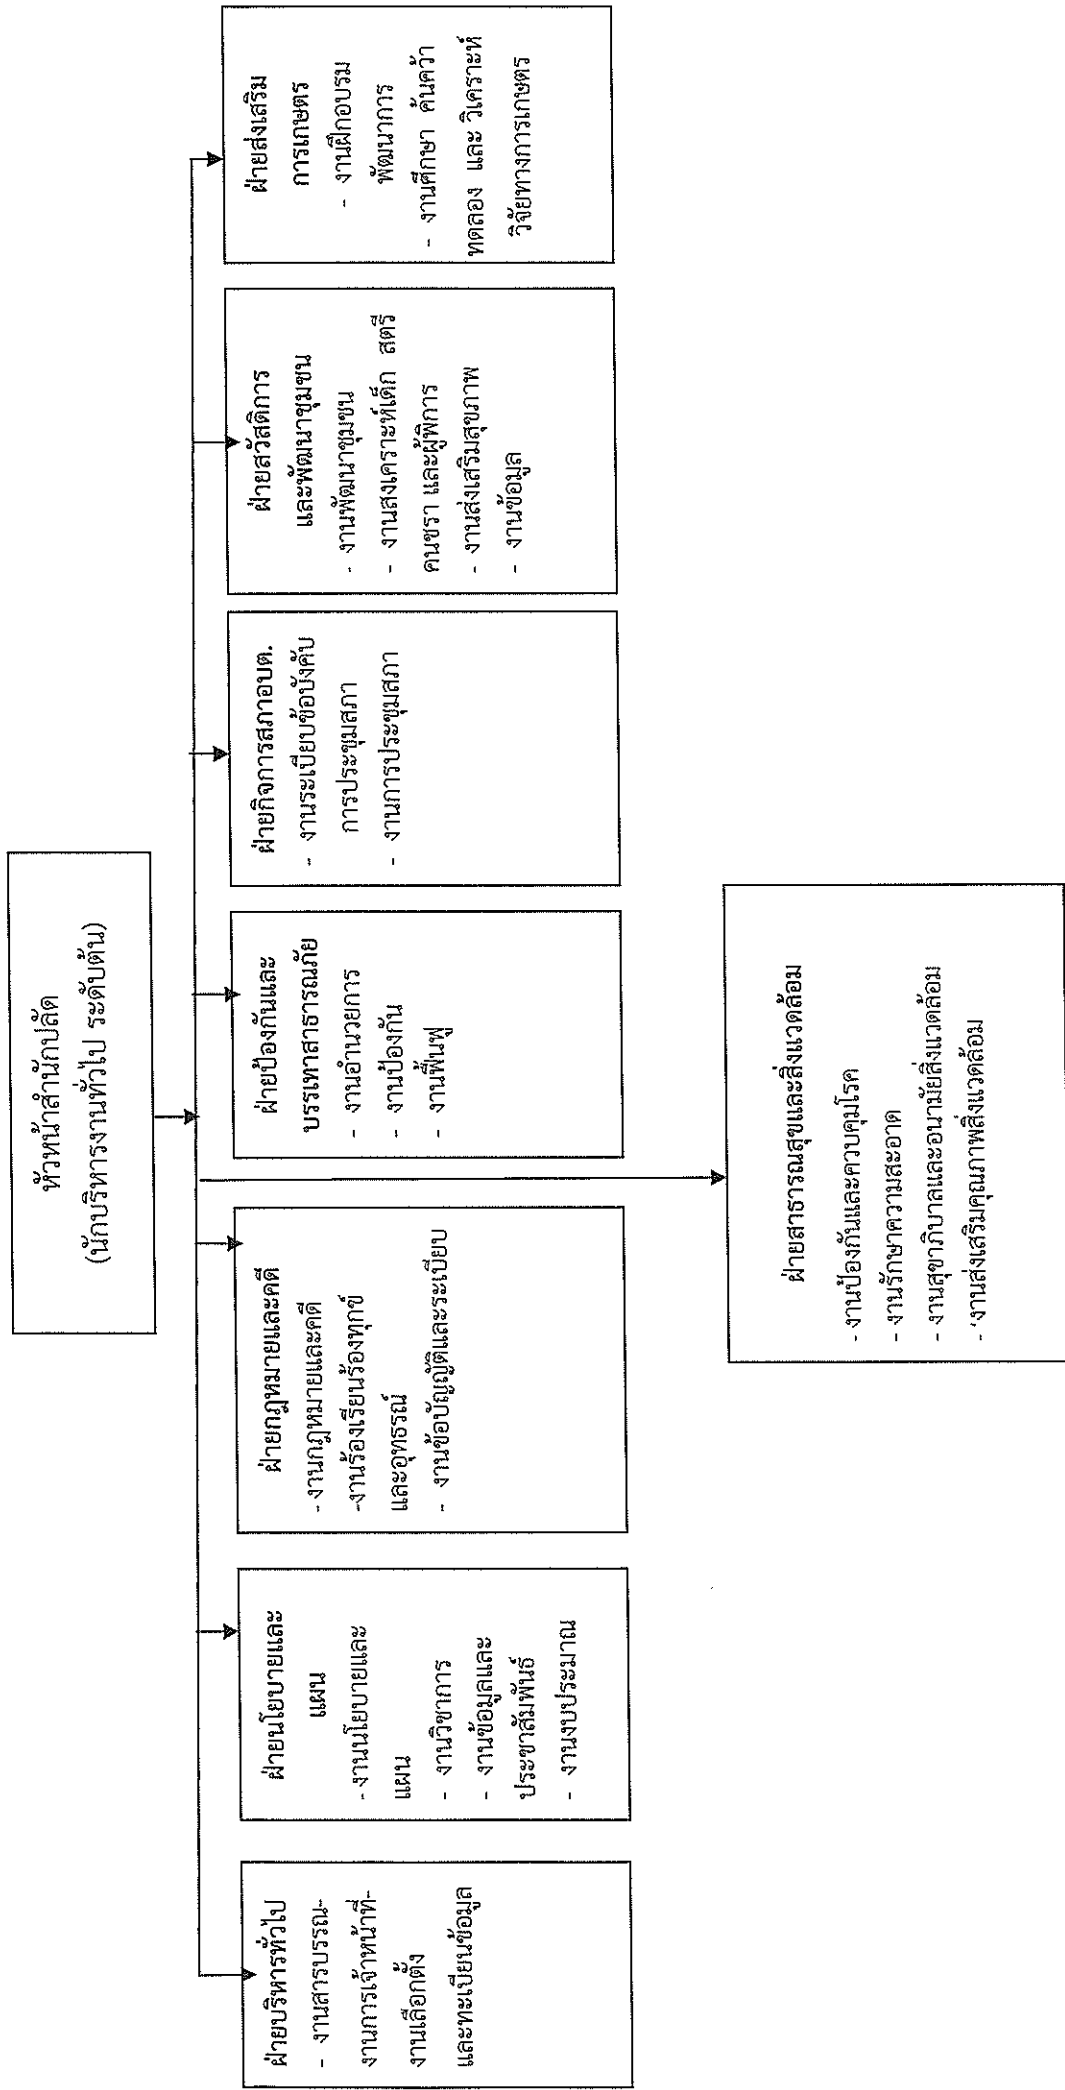 หัวหน้าสำนักปลัด
(นักบริหารงานทั่วไป ระดับต้น)
ฝ่ายบริหารทั่วไป
- งานสารบรรณ-
งานการเจ้าหน้าที่-
งานเลือกตั้ง
และทะเบียนข้อมูล
ฝ่ายนโยบายและ
แผน
- งานนโยบายและ
แผน
- งานวิชาการ
- งานข้อมูลและ
ประชาสัมพันธ์
- งานงบประมาณ
ฝ่ายกฎหมายและคดี
- งานกฎหมายและคดี
-งานร้องเรียนร้องทุกข์
และอุทธรณ์
- งานข้อบัญญัติและระเบียบ
ฝ่ายป้องกันและ
บรรเทาสาธารณภัย
- งานอำนวยการ
- งานป้องกัน
- งานฟื้นฟู
ฝ่ายกิจการสภาอบต.
- งานระเบียบข้อบังคับ
การประชุมสภา
- งานการประชุมสภา
ฝ่ายสวัสดิการ
และพัฒนาชุมชน
- งานพัฒนาชุมชน
- งานสงเคราะห์เด็ก สตรี
คนชรา และผู้พิการ
- งานส่งเสริมสุขภาพ
- งานข้อมูล
ฝ่ายส่งเสริม
การเกษตร
- งานฝึกอบรม
พัฒนาการ
- งานศึกษา ค้นคว้า
ทดลอง และ วิเคราะห์
วิจัยทางการเกษตร
ฝ่ายสาธารณสุขและสิ่งแวดล้อม
- งานป้องกันและควบคุมโรค
- งานรักษาความสะอาด
- งานสุขาภิบาลและอนามัยสิ่งแวดล้อม
- 'งานส่งเสริมคุณภาพสิ่งแวดล้อม